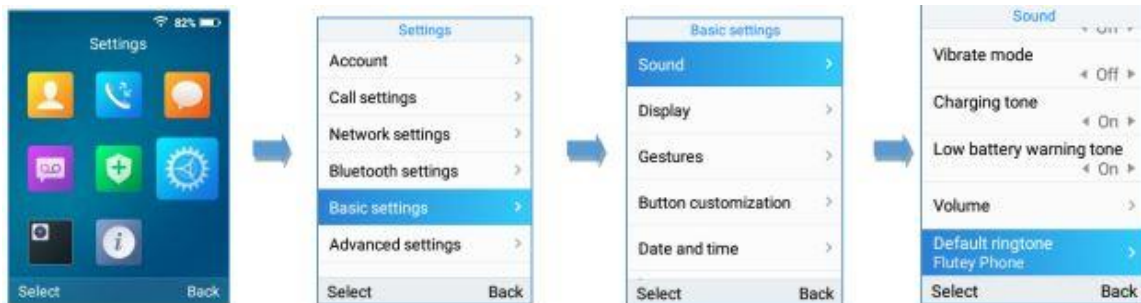 82%
Settings
Select Back
Settings
Account
Call settings
Network settings
Bluetooth settings
Basic settings
Advanced settings
Select Back
Basic settings
Sound
Display
Gestures
Button customization
Date and time
Select Back
Sound
Vibrate mode
Off
Charging tone
On
Low battery warning tone
On
Volume
Default ringtone
Flutey Phone
Select Back